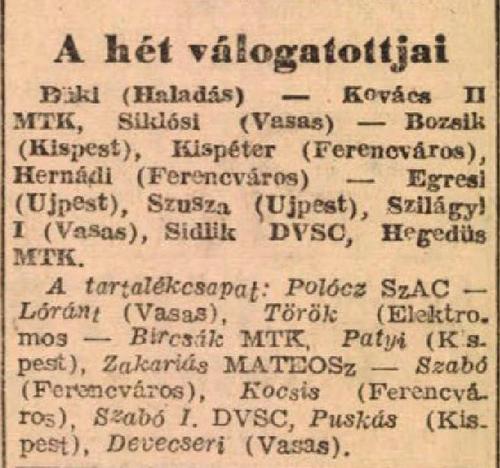 A hét válogatottjai
Büki (Haladás) — Kovács II
MTK, Siklósi (Vasas) — Bozsik
(Kispest), Kispéter (Ferencváros),
Hernádi (Ferencváros) — Egresi
(Ujpest), Szusza (Ujpest), Szilágyi
I (Vasas), Sidlik DVSC, Hegedüs
MTK.
A tartalékcsapat: Polócz SzAC —
Lóránt (Vasas), Török (Elektro-
mos — Bircsák MTK, Patyi (Kis-
pest), Zakariás MATEOSz — Szabó
(Ferencváros), Kocsis (Ferencvá-
ros), Szabó I. DVSC, Puskás (Kis-
pest), Devecseri (Vasas).